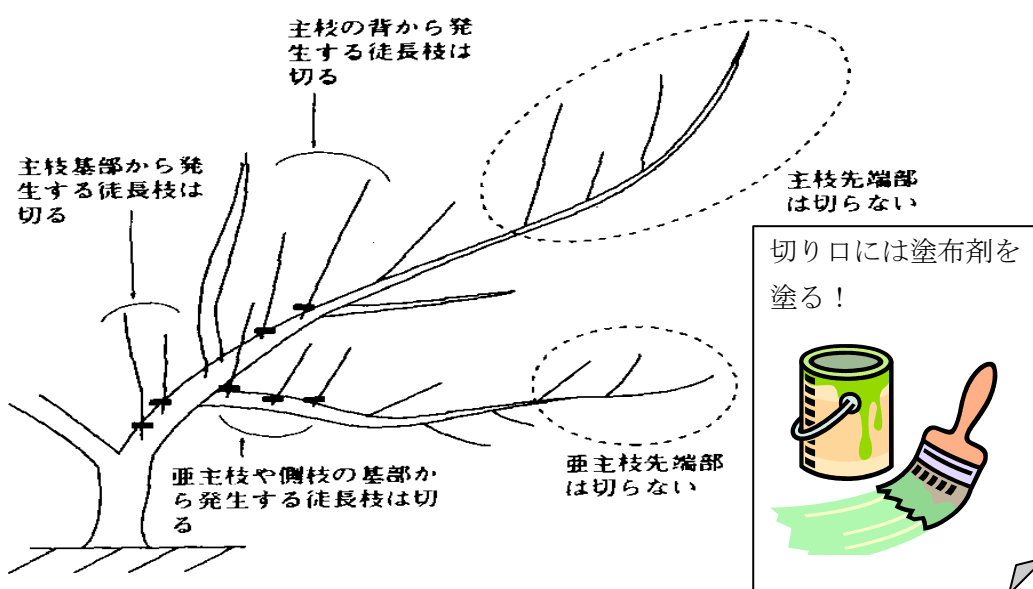 主枝の背から発
生する徒長枝は
切る
主枝基部から発
生する徒長枝は
切る
主枝先端部
は切らない
切り口には塗布剤を
塗る！
亜主枝や側枝の基部か
ら発生する徒長枝は切
る
亜主枝先端部
は切らない